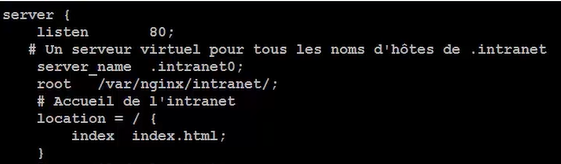 server {
listen 80;
# Un serveur virtuel pour tous les noms d'hôtes de .intranet
server_name .intranet0;
root /var/nginx/intranet/;
# Accueil de l'intranet
location = / {
index index.html;
}